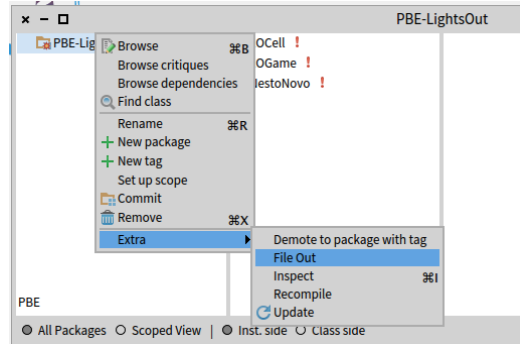 PBE-LightsOut
PBE-Lig
OCell !
OGame !
lestoNovo !
Browse ⌘B
Browse critiques
Browse dependencies
Find class
Rename ⌘R
New package
New tag
Set up scope
Commit
Remove ⌘X
Extra
Demote to package with tag
File Out
Inspect ⌘I
Recompile
Update
PBE
All Packages Scoped View | Inst. side Class side